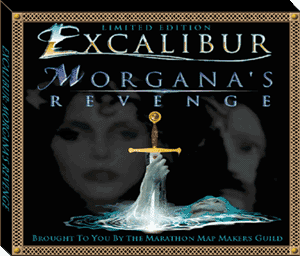 LIMITED EDITION
EXCALIBUR
MORGANA'S
REVENGE
BROUGHT TO YOU BY THE MARATHON MAP MAKERS GUILD
EXCALIBUR: MORGANA'S REVENGE